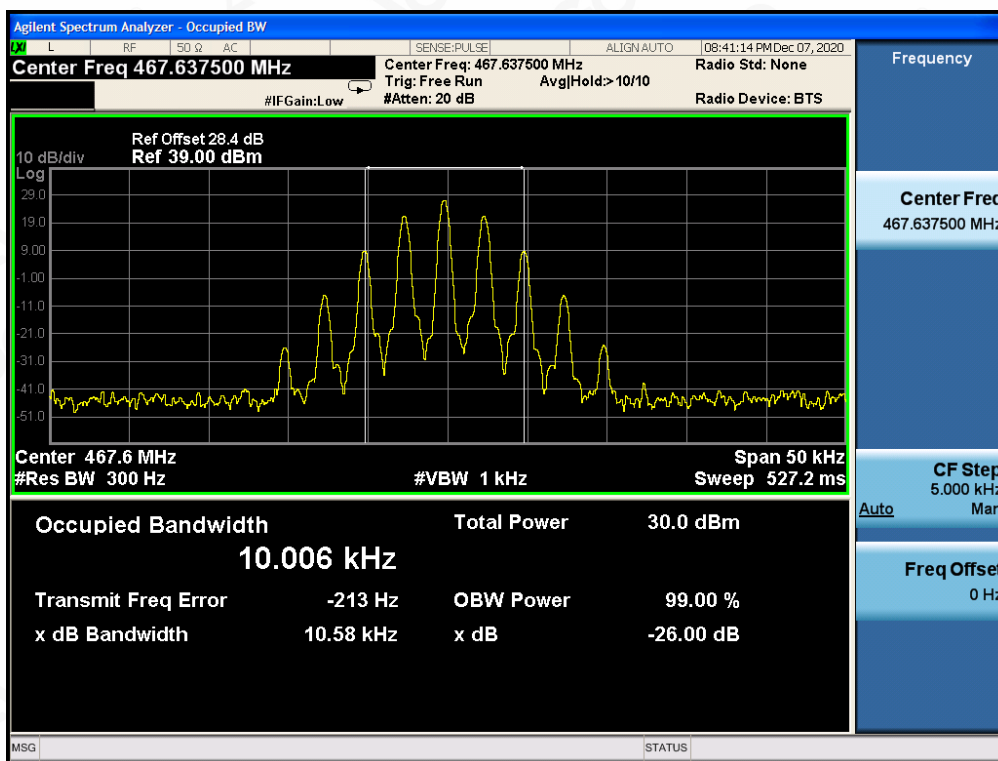 Agilent Spectrum Analyzer - Occupied BW
LXI L RF 50 Ω AC SENSE:PULSE ALIGN AUTO 08:41:14 PM Dec 07, 2020
Center Freq 467.637500 MHz
Center Freq: 467.637500 MHz
Radio Std: None
Trig: Free Run Avg|Hold:> 10/10
#IFGain:Low #Atten: 20 dB Radio Device: BTS
Ref Offset 28.4 dB
10 dB/div Ref 39.00 dBm
Log
29.0
19.0
9.00
-1.00
-11.0
-21.0
-31.0
-41.0
-51.0
Center 467.6 MHz Span 50 kHz
#Res BW 300 Hz #VBW 1 kHz Sweep 527.2 ms
Occupied Bandwidth Total Power 30.0 dBm
10.006 kHz
Transmit Freq Error -213 Hz OBW Power 99.00 %
x dB Bandwidth 10.58 kHz x dB -26.00 dB
MSG STATUS
Frequency
Center Freq
467.637500 MHz
CF Step
5.000 kHz
Auto Man
Freq Offset
0 Hz